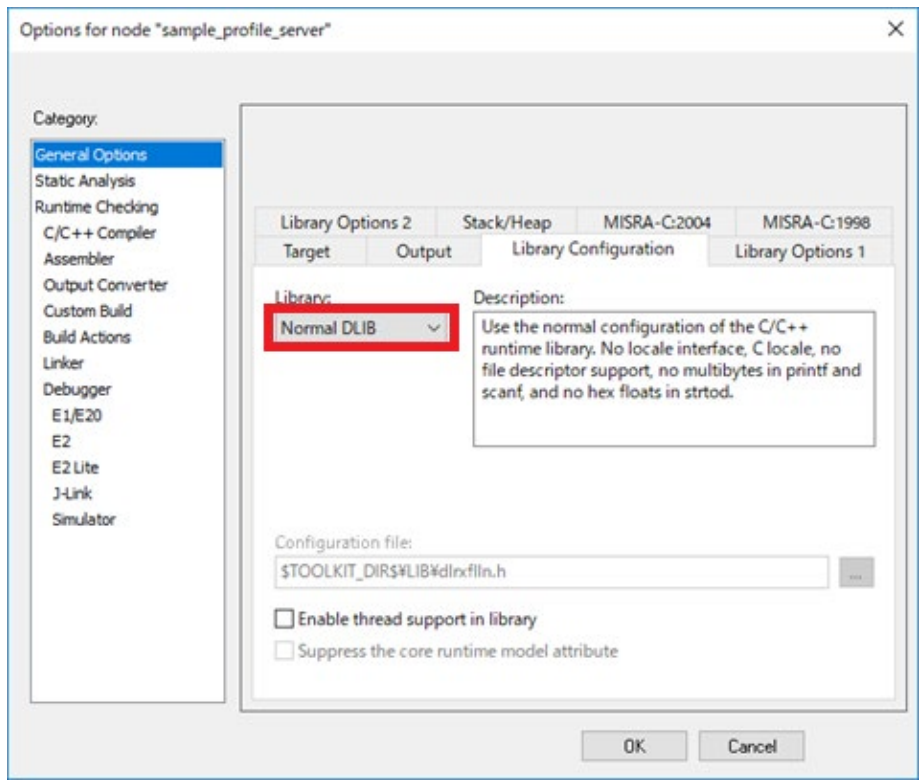 Options for node "sample_profile_server"
Category:
General Options
Static Analysis
Runtime Checking
C/C++ Compiler
Assembler
Output Converter
Custom Build
Build Actions
Linker
Debugger
E1/E20
E2
E2 Lite
J-Link
Simulator
Library Options 2 Stack/Heap MISRA-C:2004 MISRA-C:1998
Target Output Library Configuration Library Options 1
Library:
Normal DLIB
Description:
Use the normal configuration of the C/C++
runtime library. No locale interface, C locale, no
file descriptor support, no multibytes in printf and
scanf, and no hex floats in strtod.
Configuration file:
$TOOLKIT_DIR$¥LIB¥dlrxflln.h
...
Enable thread support in library
Suppress the core runtime model attribute
OK Cancel